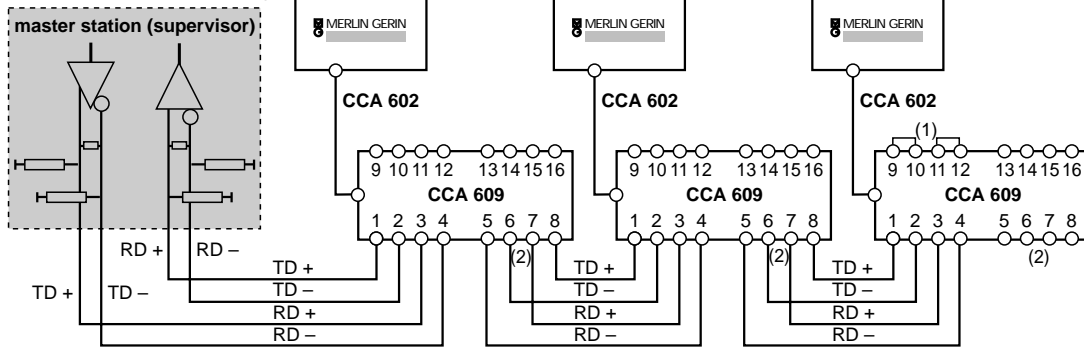 master station (supervisor)
MERLIN GERIN
MERLIN GERIN
MERLIN GERIN
CCA 602
CCA 602
CCA 602
(1)
9 10 11 12 13 14 15 16
9 10 11 12 13 14 15 16
9 10 11 12 13 14 15 16
CCA 609
CCA 609
CCA 609
1 2 3 4 5 6 7 8
1 2 3 4 5 6 7 8
1 2 3 4 5 6 7 8
(2)
(2)
(2)
RD +
RD –
TD +
TD –
TD +
TD –
RD +
RD –
TD +
TD –
RD +
RD –
TD +
TD –
RD +
RD –